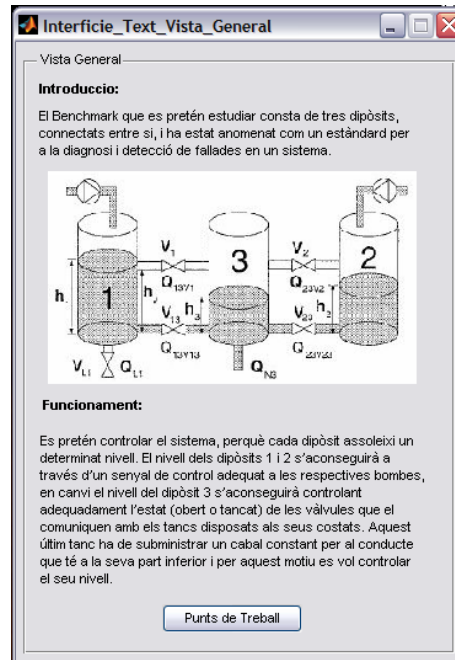 Interficie_Text_Vista_General
Vista General
Introduccio:
El Benchmark que es pretén estudiar consta de tres dipòsits,
connectats entre si, i ha estat anomenat com un estàndard per
a la diagnosi i detecció de fallades en un sistema.
V1 V2
3 2
1
Q13V1 Q23V2
h1 hv h3 h2
V13 V23
Q13V13 Q23V23
VL1 QL1 QN3
Funcionament:
Es pretén controlar el sistema, perquè cada dipòsit assoleixi un
determinat nivell. El nivell dels dipòsits 1 i 2 s'aconseguirà a
través d'un senyal de control adequat a les respectives bombes,
en canvi el nivell del dipòsit 3 s'aconseguirà controlant
adequadament l'estat (obert o tancat) de les vàlvules que el
comuniquen amb els tancs disposats als seus costats. Aquest
últim tanc ha de subministrar un cabal constant per al conducte
que té a la seva part inferior i per aquest motiu es vol controlar
el seu nivell.
Punts de Treball